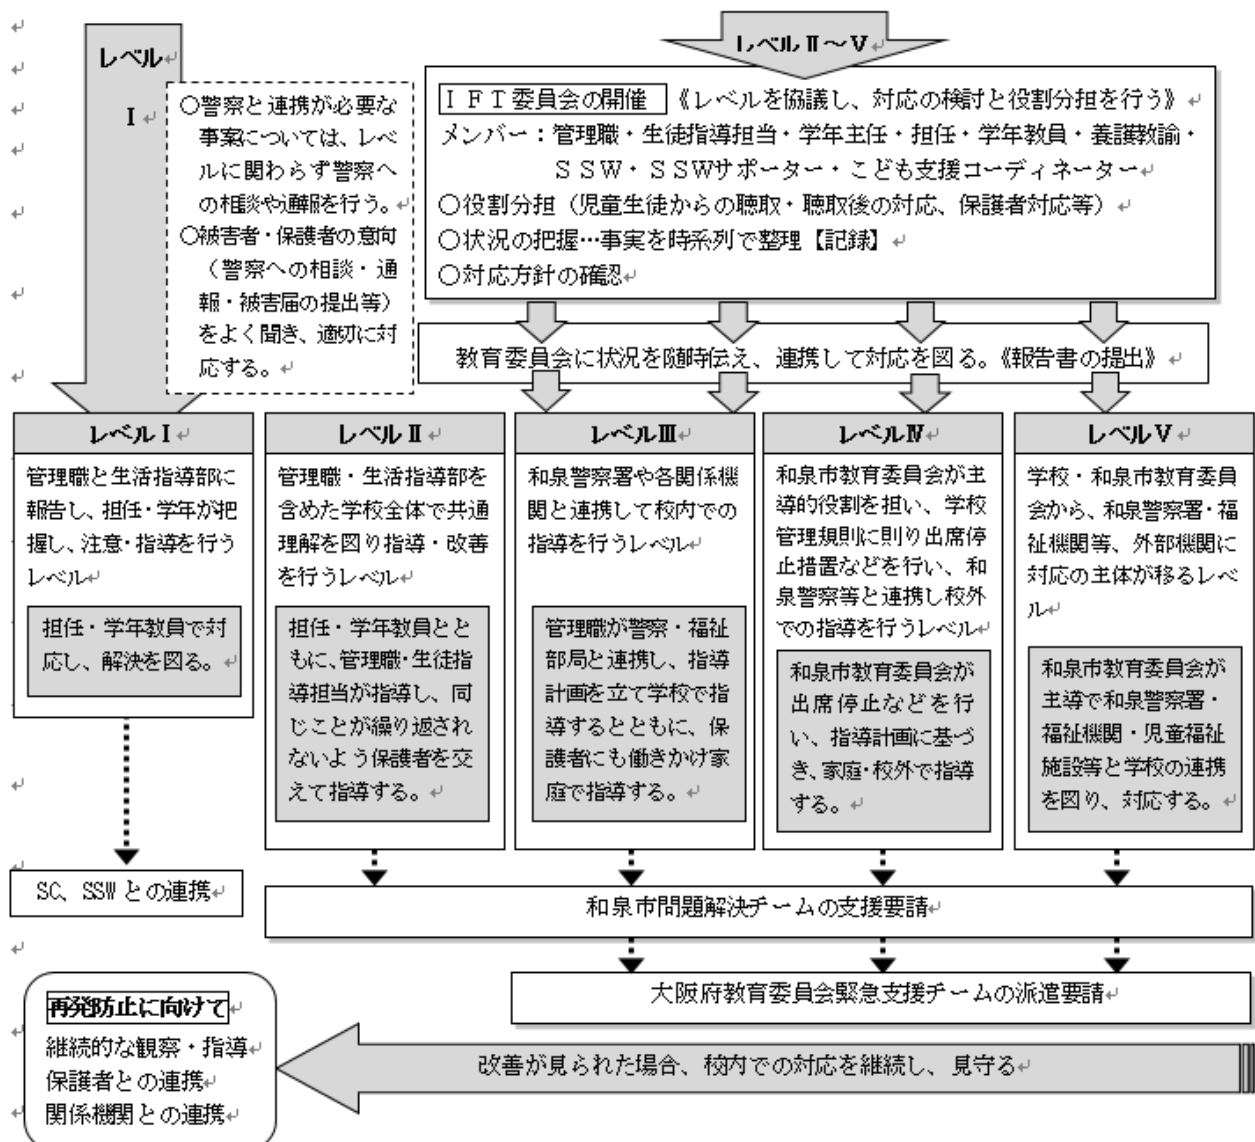 レベル
Ⅰ
レベルⅡ～Ⅴ
○警察と連携が必要な
事案については、レベ
ルに関わらず警察へ
の相談や通報を行う。
○被害者・保護者の意向
（警察への相談・通
報・被害届の提出等）
をよく聞き、適切に対
応する。
ＩＦＴ委員会の開催 《レベルを協議し、対応の検討と役割分担を行う》
メンバー：管理職・生徒指導担当・学年主任・担任・学年教員・養護教諭・
ＳＳＷ・ＳＳＷサポーター・こども支援コーディネーター
○役割分担（児童生徒からの聴取・聴取後の対応、保護者対応等）
○状況の把握…事実を時系列で整理【記録】
○対応方針の確認
教育委員会に状況を随時伝え、連携して対応を図る。《報告書の提出》
レベルⅠ
管理職と生活指導部に
報告し、担任・学年が把
握し、注意・指導を行う
レベル
担任・学年教員で対
応し、解決を図る。
レベルⅡ
管理職・生活指導部を
含めた学校全体で共通
理解を図り指導・改善
を行うレベル
担任・学年教員とと
もに、管理職・生徒指
導担当が指導し、同
じことが繰り返され
ないよう保護者を交
えて指導する。
レベルⅢ
和泉警察署や各関係機
関と連携して校内での
指導を行うレベル
管理職が警察・福祉
部局と連携し、指導
計画を立て学校で指
導するとともに、保
護者にも働きかけ家
庭で指導する。
レベルⅣ
和泉市教育委員会が主
導的役割を担い、学校
管理規則に則り出席停
止措置などを行い、和
泉警察等と連携し校外
での指導を行うレベル
和泉市教育委員会が
出席停止などを行
い、指導計画に基づ
き、家庭・校外で指導
する。
レベルⅤ
学校・和泉市教育委員
会から、和泉警察署・福
祉機関等、外部機関に
対応の主体が移るレベ
ル
和泉市教育委員会が
主導で和泉警察署・
福祉機関・児童福祉
施設等と学校の連携
を図り、対応する。
SC、SSWとの連携
和泉市問題解決チームの支援要請
大阪府教育委員会緊急支援チームの派遣要請
再発防止に向けて
継続的な観察・指導
保護者との連携
関係機関との連携
改善が見られた場合、校内での対応を継続し、見守る